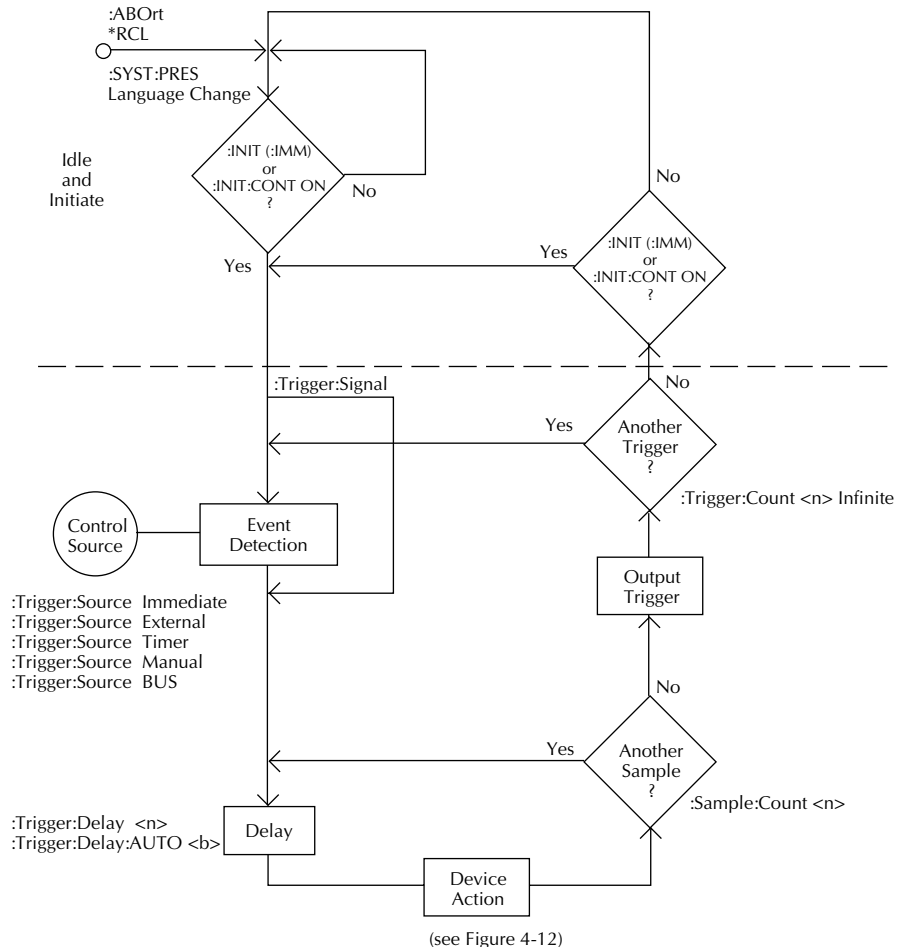 :ABOrt
*RCL
:SYST:PRES
Language Change
Idle
and
Initiate
:INIT (:IMM)
or
:INIT:CONT ON
?
No
Yes
No
:INIT (:IMM)
or
:INIT:CONT ON
?
Yes
:Trigger:Signal
No
Another
Trigger
?
Yes
:Trigger:Count <n> Infinite
Control
Source
Event
Detection
Output
Trigger
:Trigger:Source Immediate
:Trigger:Source External
:Trigger:Source Timer
:Trigger:Source Manual
:Trigger:Source BUS
No
Another
Sample
?
Yes
:Sample:Count <n>
:Trigger:Delay <n>
:Trigger:Delay:AUTO <b>
Delay
Device
Action
(see Figure 4-12)